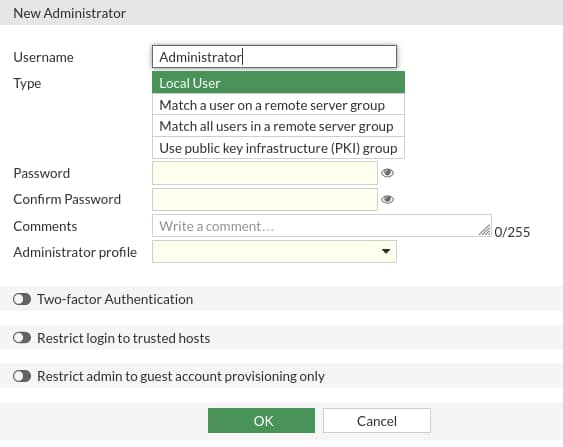 New Administrator
Username Administrator
Type Local User
Match a user on a remote server group
Match all users in a remote server group
Use public key infrastructure (PKI) group
Password
Confirm Password
Comments Write a comment... 0/255
Administrator profile
Two-factor Authentication
Restrict login to trusted hosts
Restrict admin to guest account provisioning only
OK Cancel